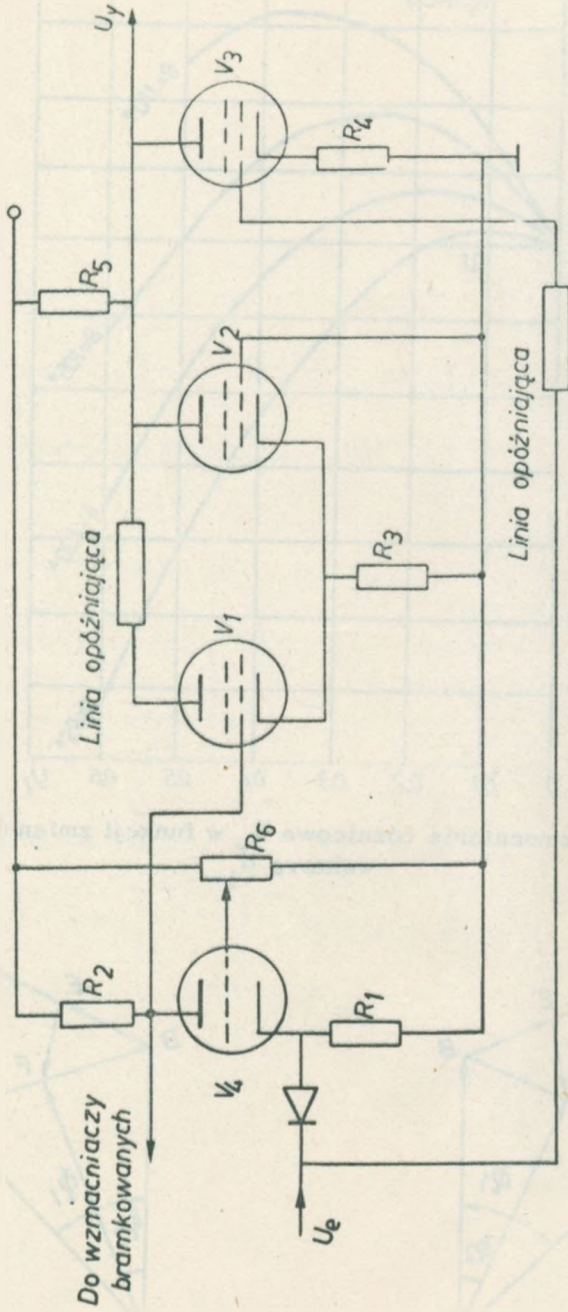 Do wzmacniaczy
bramkowanych
R2
V4
R1
Ue
R6
Linia opóźniająca
V1
R3
V2
R5
Uy
V3
R4
Linia opóźniająca